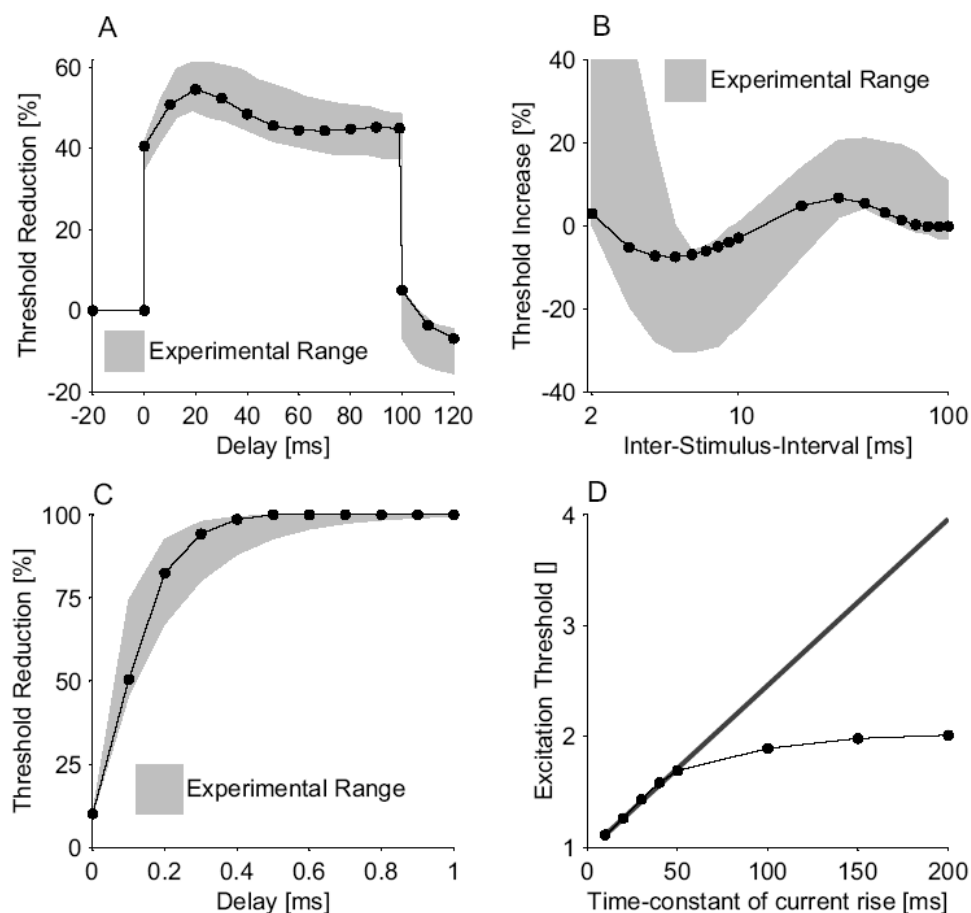 A
Threshold Reduction [%]
60
40
20
0
-20
Experimental Range
-20 0 20 40 60 80 100 120
Delay [ms]
B
Threshold Increase [%]
40
20
0
-20
-40
Experimental Range
2 10 100
Inter-Stimulus-Interval [ms]
C
Threshold Reduction [%]
100
75
50
25
0
Experimental Range
0 0.2 0.4 0.6 0.8 1
Delay [ms]
D
Excitation Threshold []
4
3
2
1
0 50 100 150 200
Time-constant of current rise [ms]